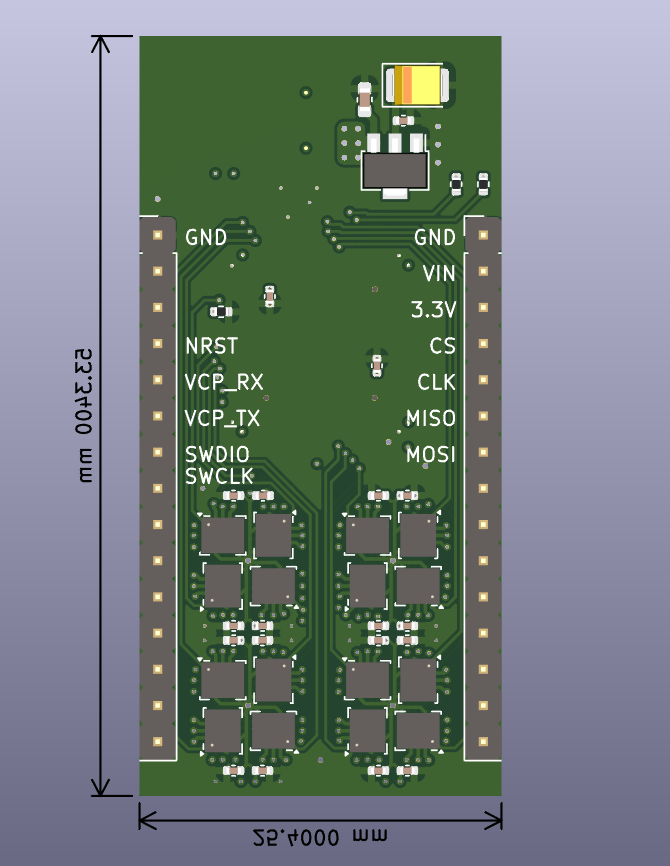 GND
GND
VIN
3.3V
NRST
CS
VCP_RX
CLK
VCP_TX
MISO
SWDIO
MOSI
SWCLK
53.3400 mm
25.4000 mm